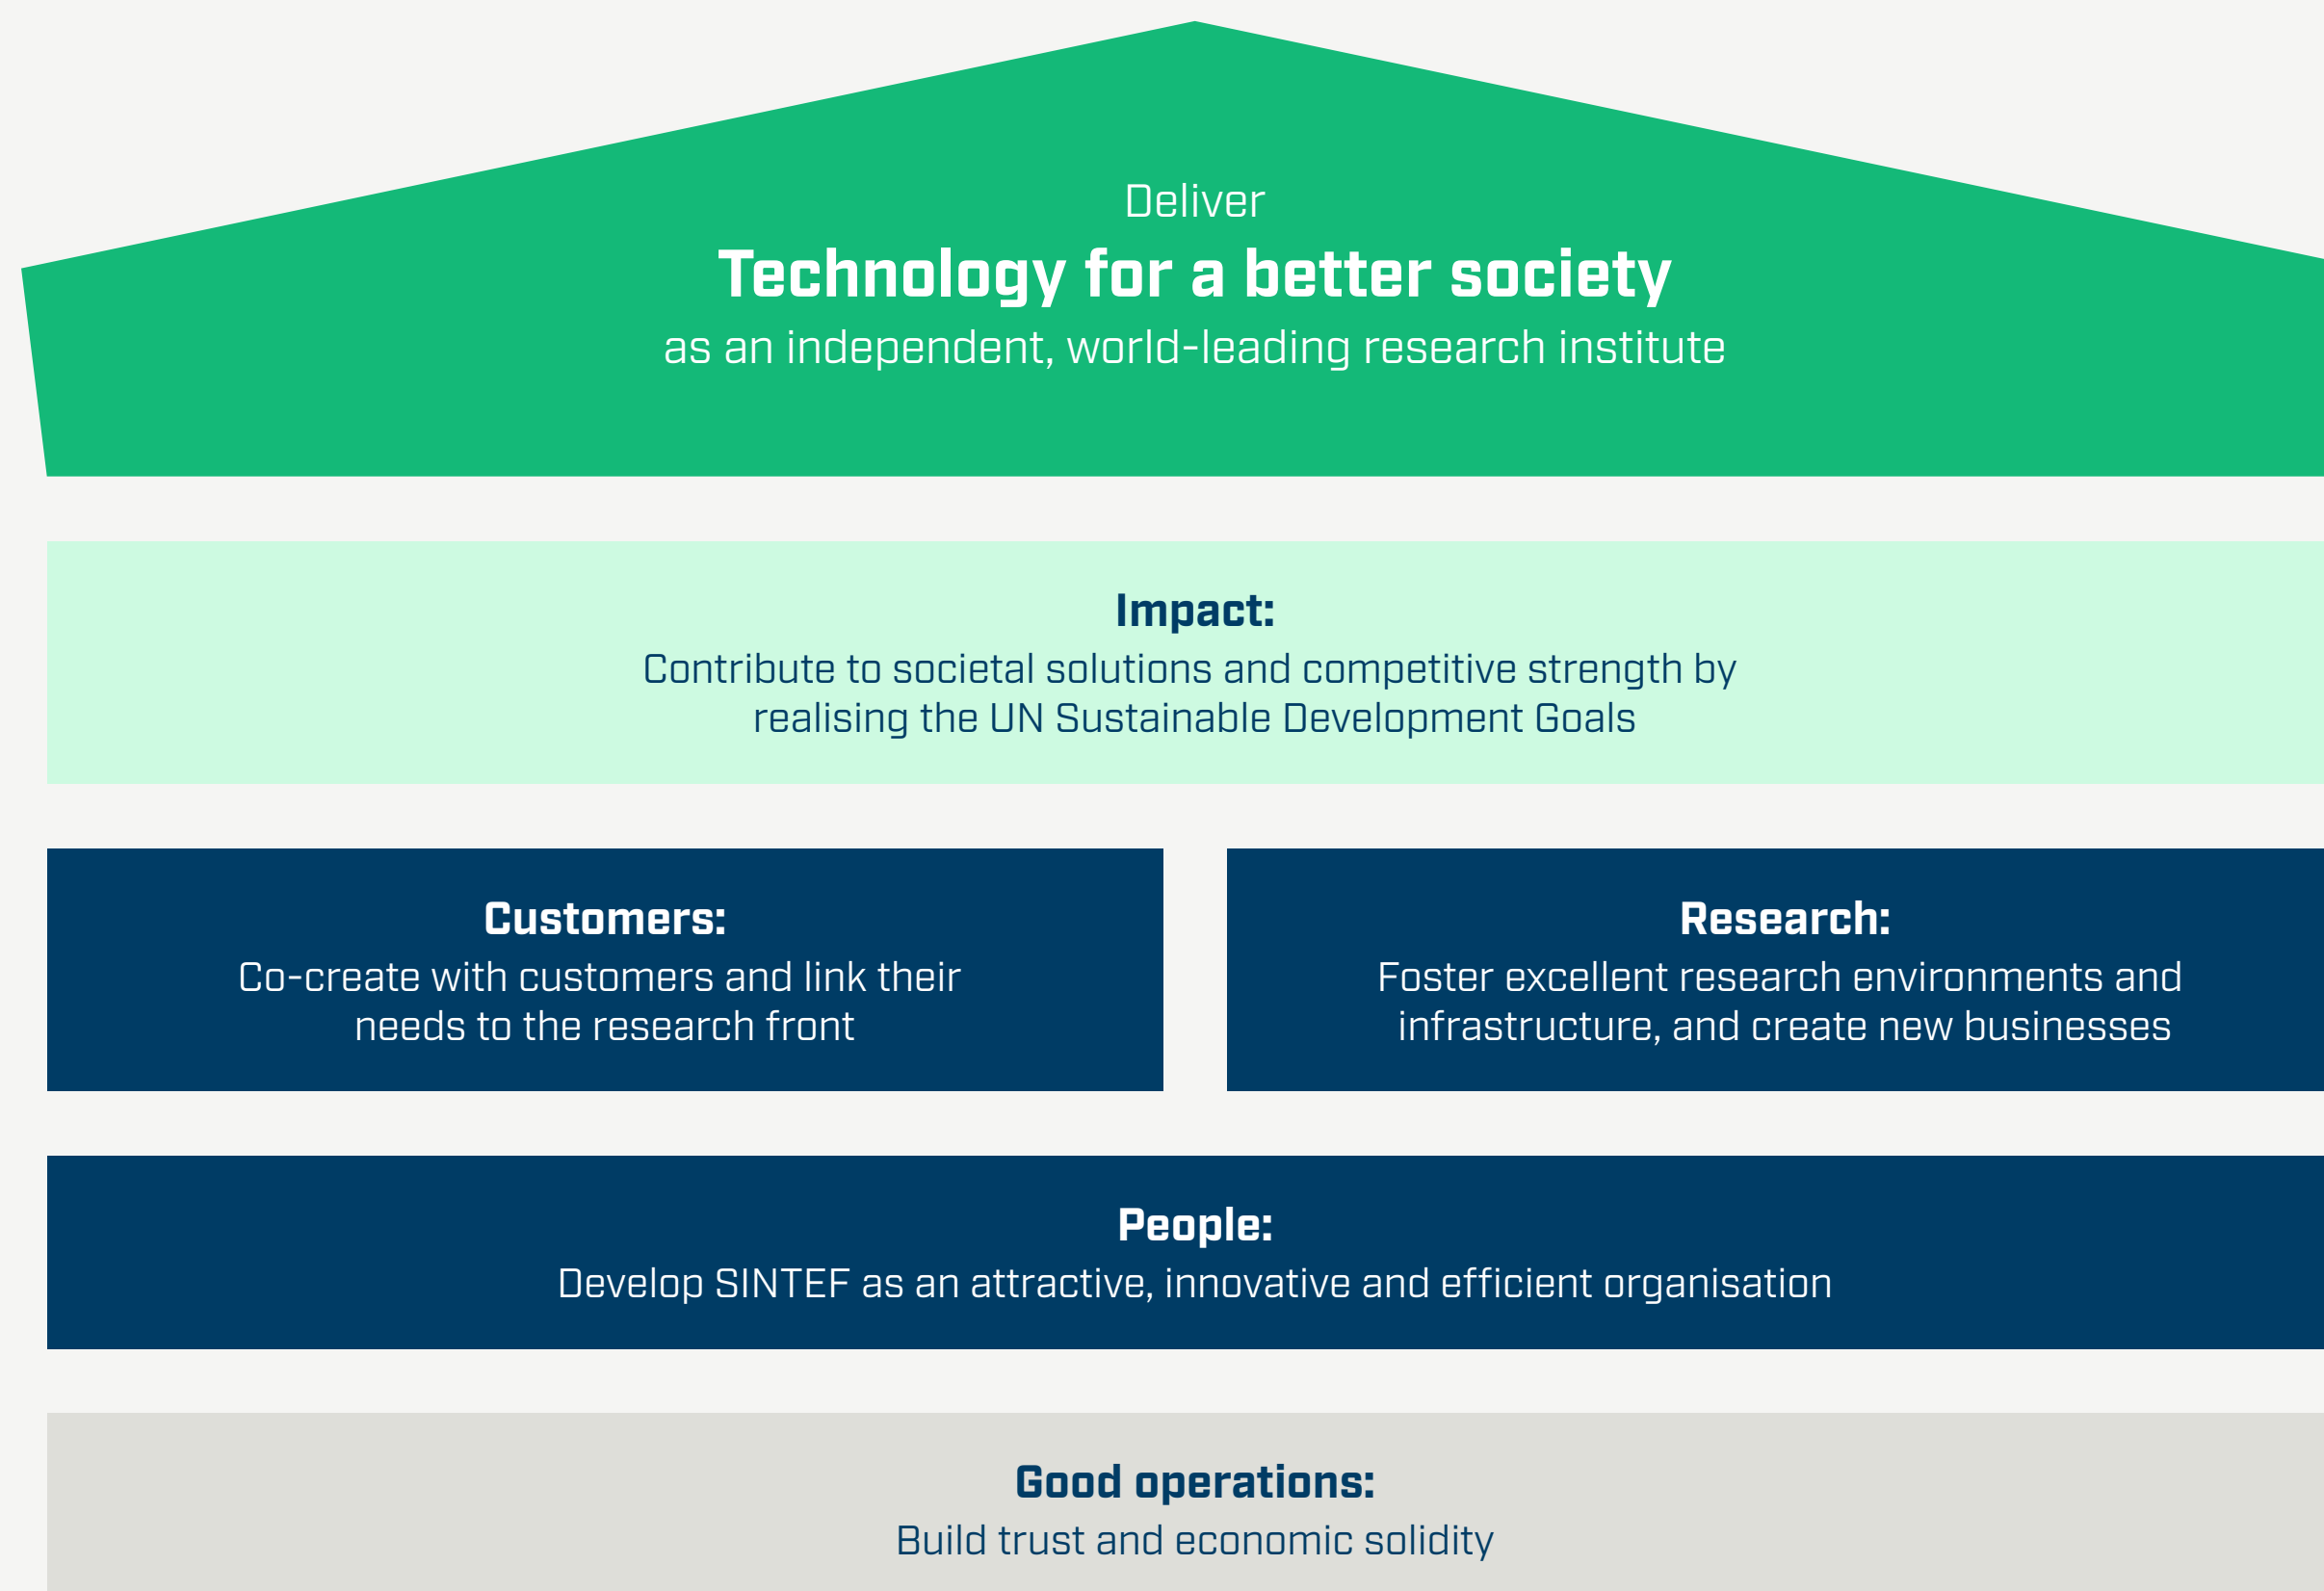 Deliver
Technology for a better society
as an independent, world-leading research institute
Impact:
Contribute to societal solutions and competitive strength by
realising the UN Sustainable Development Goals
Customers:
Co-create with customers and link their
needs to the research front
Research:
Foster excellent research environments and
infrastructure, and create new businesses
People:
Develop SINTEF as an attractive, innovative and efficient organisation
Good operations:
Build trust and economic solidity